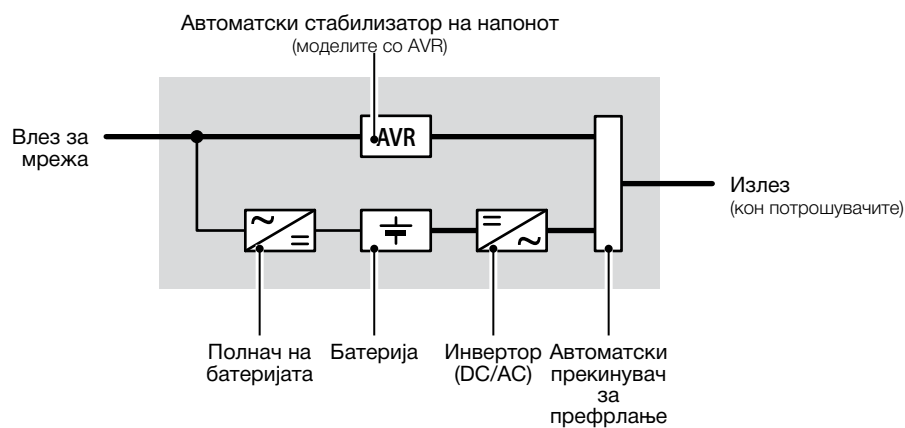 Автоматски стабилизатор на напонот
(моделите со AVR)
AVR
Влез за
мрежа
Излез
(кон потрошувачите)
Полнач на
батеријата
Батерија
Инвертор
(DC/AC)
Автоматски
прекинувач
за
префрлање